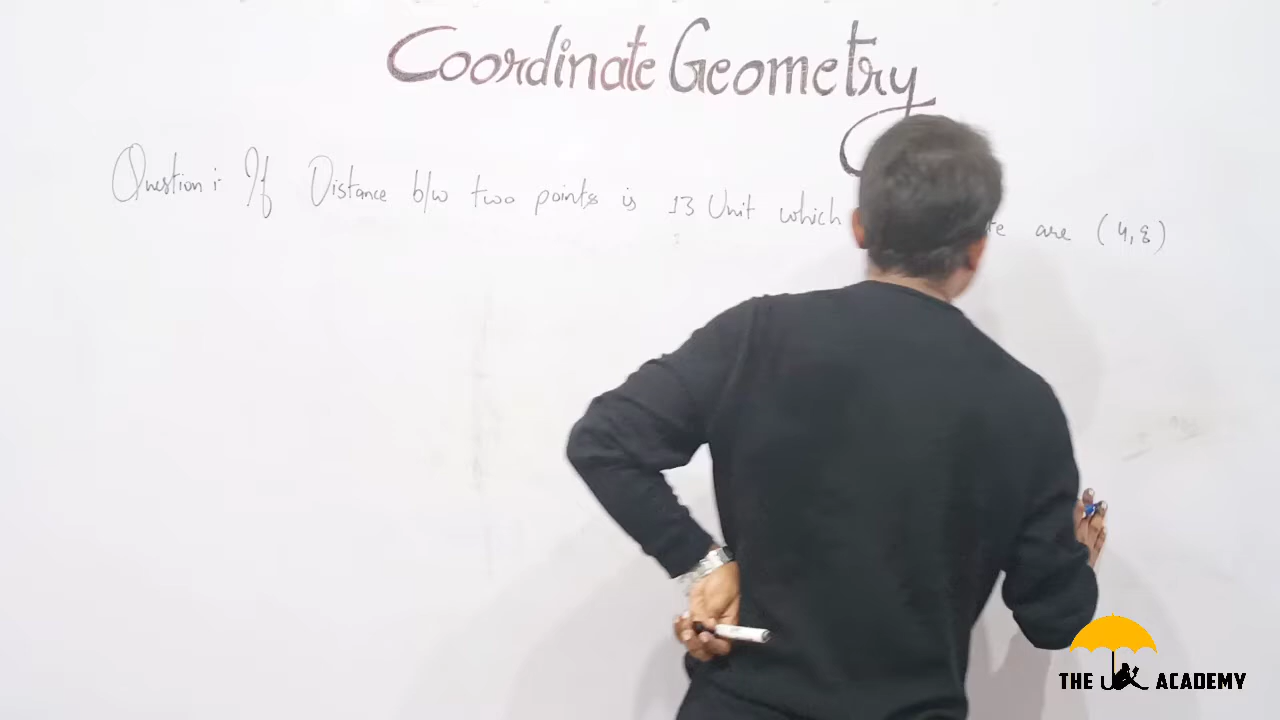 Coordinate Geometry
Question :- If Distance b/w two points is 13 Unit which are (4,8)
THE ACADEMY